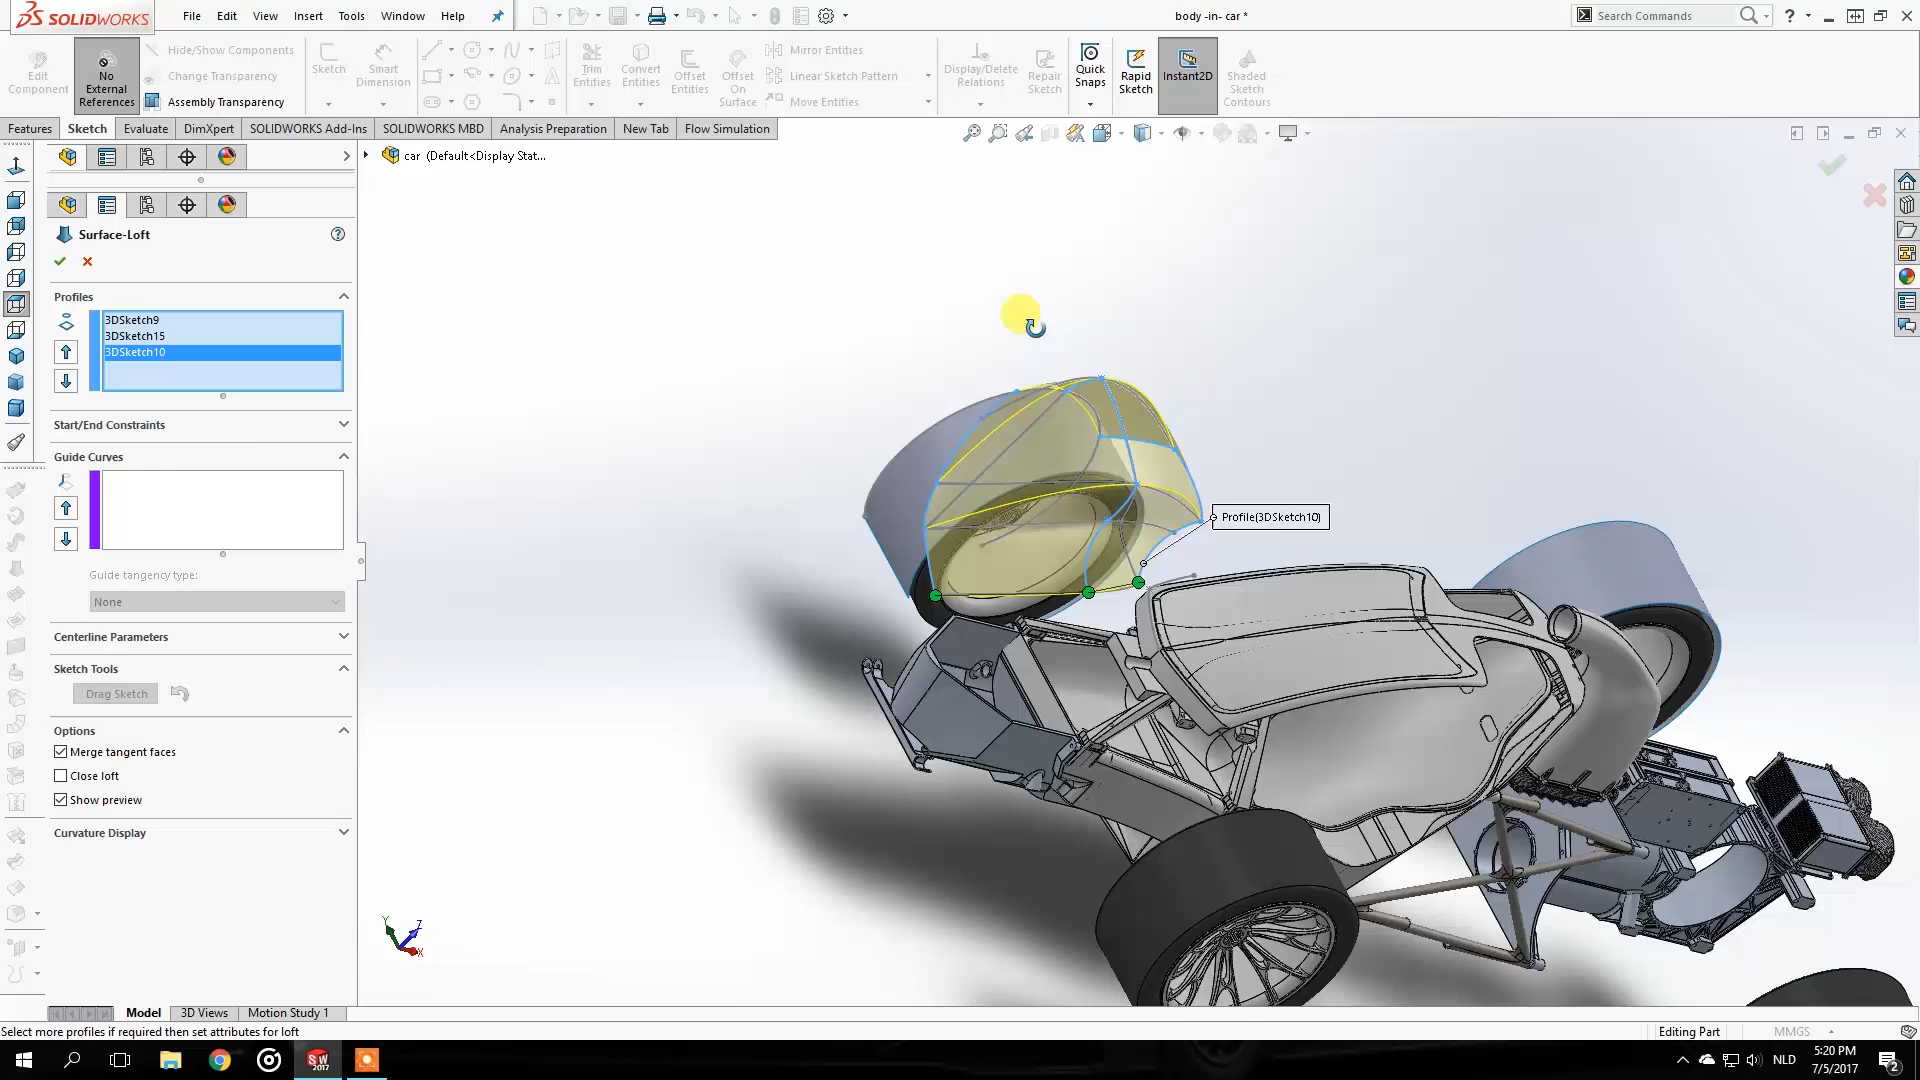 SOLIDWORKS
File Edit View Insert Tools Window Help
body -in- car *
Search Commands
Edit Component
No External References
Hide/Show Components
Change Transparency
Assembly Transparency
Sketch
Smart Dimension
Trim Entities
Convert Entities
Offset Entities
Offset On Surface
Mirror Entities
Linear Sketch Pattern
Move Entities
Display/Delete Relations
Repair Sketch
Quick Snaps
Rapid Sketch
Instant2D
Shaded Sketch Contours
Features Sketch Evaluate DimXpert SOLIDWORKS Add-Ins SOLIDWORKS MBD Analysis Preparation New Tab Flow Simulation
car (Default<Display Stat...
Surface-Loft
Profiles
3DSketch9
3DSketch15
3DSketch10
Start/End Constraints
Guide Curves
Guide tangency type:
None
Centerline Parameters
Sketch Tools
Drag Sketch
Options
Merge tangent faces
Close loft
Show preview
Curvature Display
Profile(3DSketch10)
Y
Z
X
Model 3D Views Motion Study 1
Select more profiles if required then set attributes for loft
Editing Part
MMGS
SW 2017
NLD
5:20 PM
7/5/2017
2